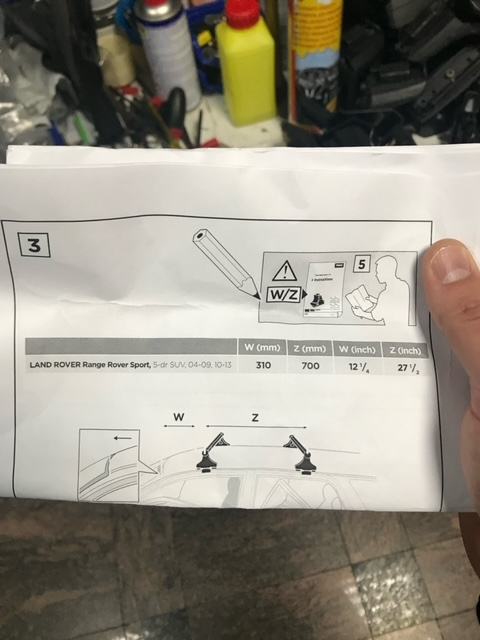 3
5
W/Z
W (mm) Z (mm) W (inch) Z (inch)
LAND ROVER Range Rover Sport, 5-dr SUV, 04-09, 10-13 310 700 12 1/4 27 1/2
W Z